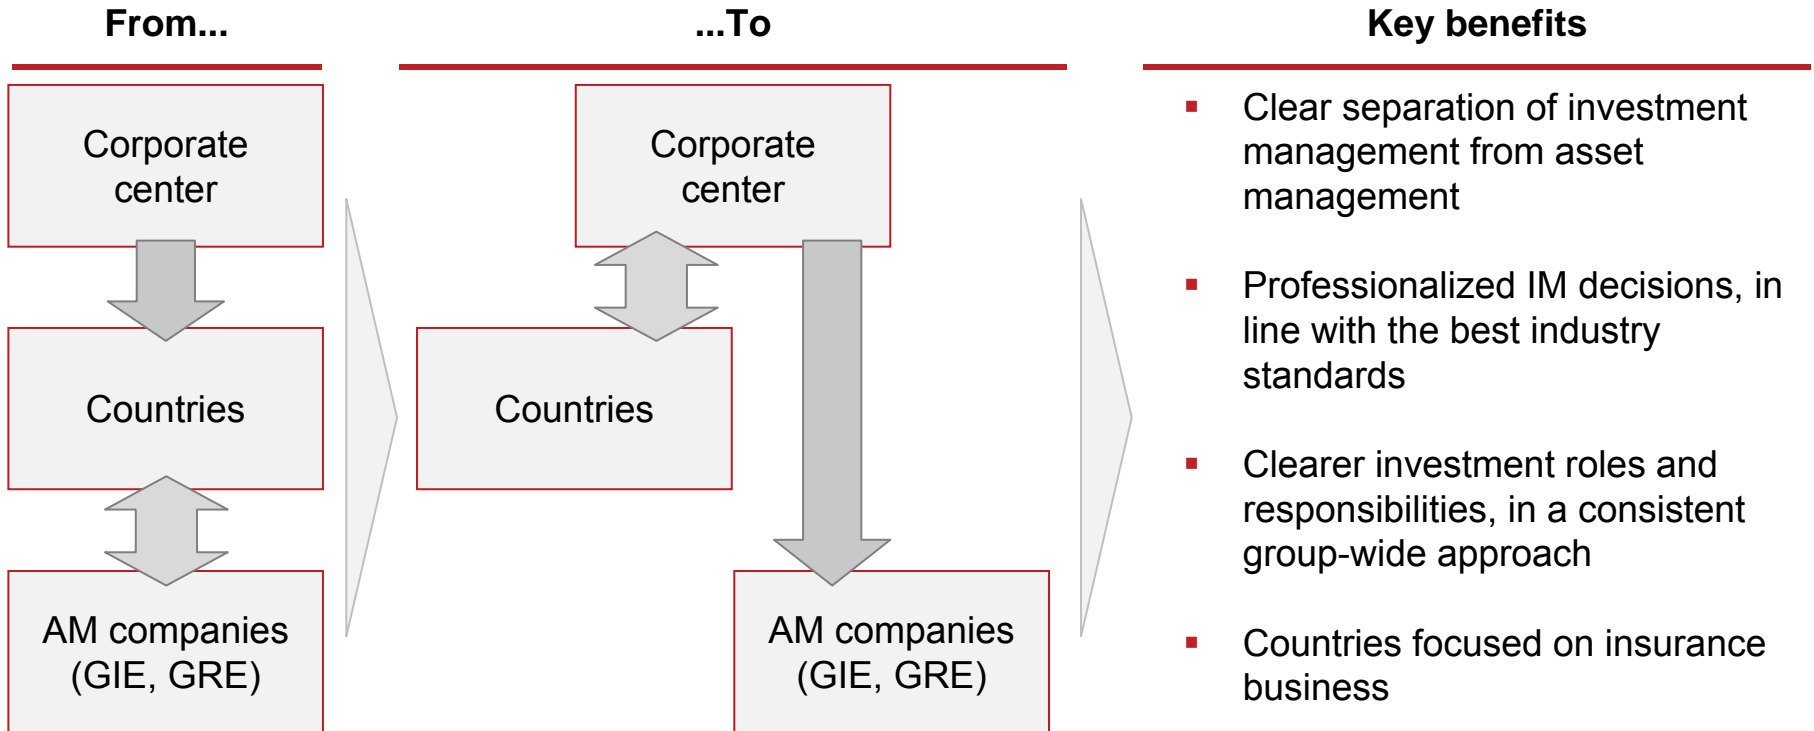 From...
...To
Key benefits
Corporate
center
Countries
AM companies
(GIE, GRE)
Corporate
center
Countries
AM companies
(GIE, GRE)
▪ Clear separation of investment
management from asset
management
▪ Professionalized IM decisions, in
line with the best industry
standards
▪ Clearer investment roles and
responsibilities, in a consistent
group-wide approach
▪ Countries focused on insurance
business